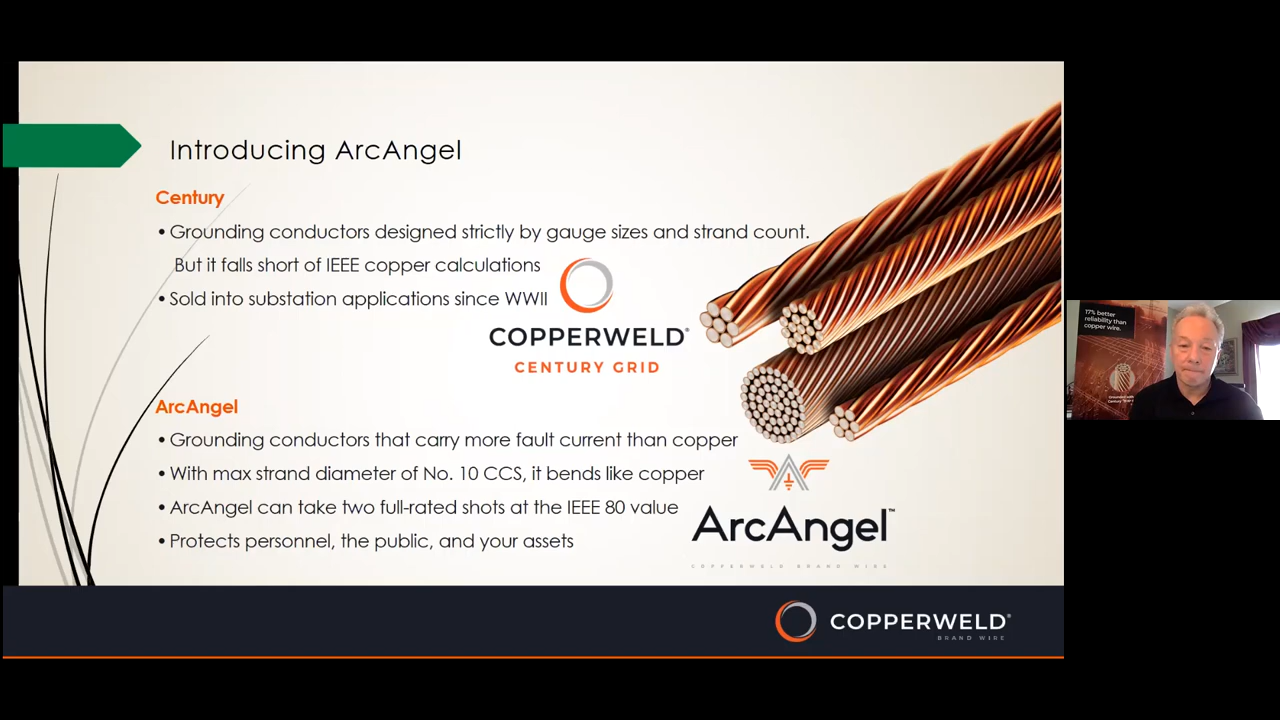 Introducing ArcAngel
Century
• Grounding conductors designed strictly by gauge sizes and strand count.
But it falls short of IEEE copper calculations
• Sold into substation applications since WWII
COPPERWELD®
CENTURY GRID
ArcAngel
• Grounding conductors that carry more fault current than copper
• With max strand diameter of No. 10 CCS, it bends like copper
• ArcAngel can take two full-rated shots at the IEEE 80 value
• Protects personnel, the public, and your assets
ArcAngel™
COPPERWELD BRAND WIRE
COPPERWELD®
BRAND WIRE
17% better
reliability than
copper wire.